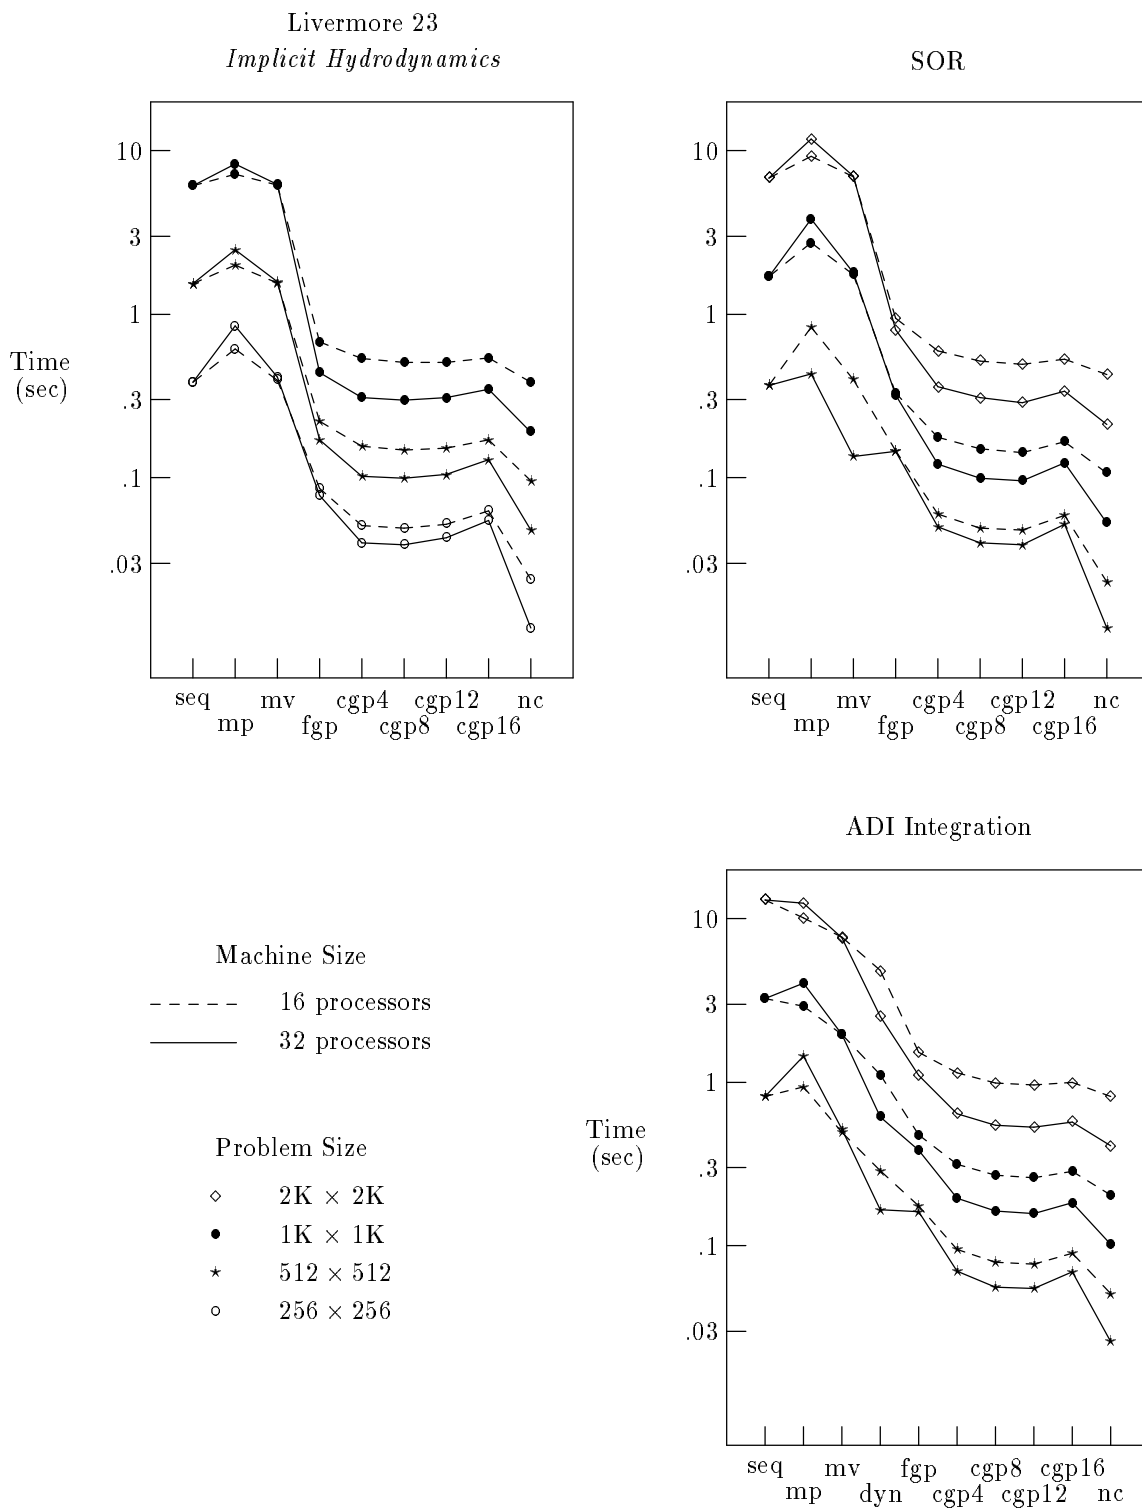 Livermore 23
Implicit Hydrodynamics
10
3
1
.3
.1
.03
Time
(sec)
seq mp mv fgp cgp4 cgp8 cgp12 cgp16 nc
SOR
10
3
1
.3
.1
.03
seq mp mv fgp cgp4 cgp8 cgp12 cgp16 nc
Machine Size
16 processors
32 processors
Problem Size
2K × 2K
1K × 1K
512 × 512
256 × 256
ADI Integration
10
3
1
.3
.1
.03
Time
(sec)
seq mp mv dyn fgp cgp4 cgp8 cgp12 cgp16 nc